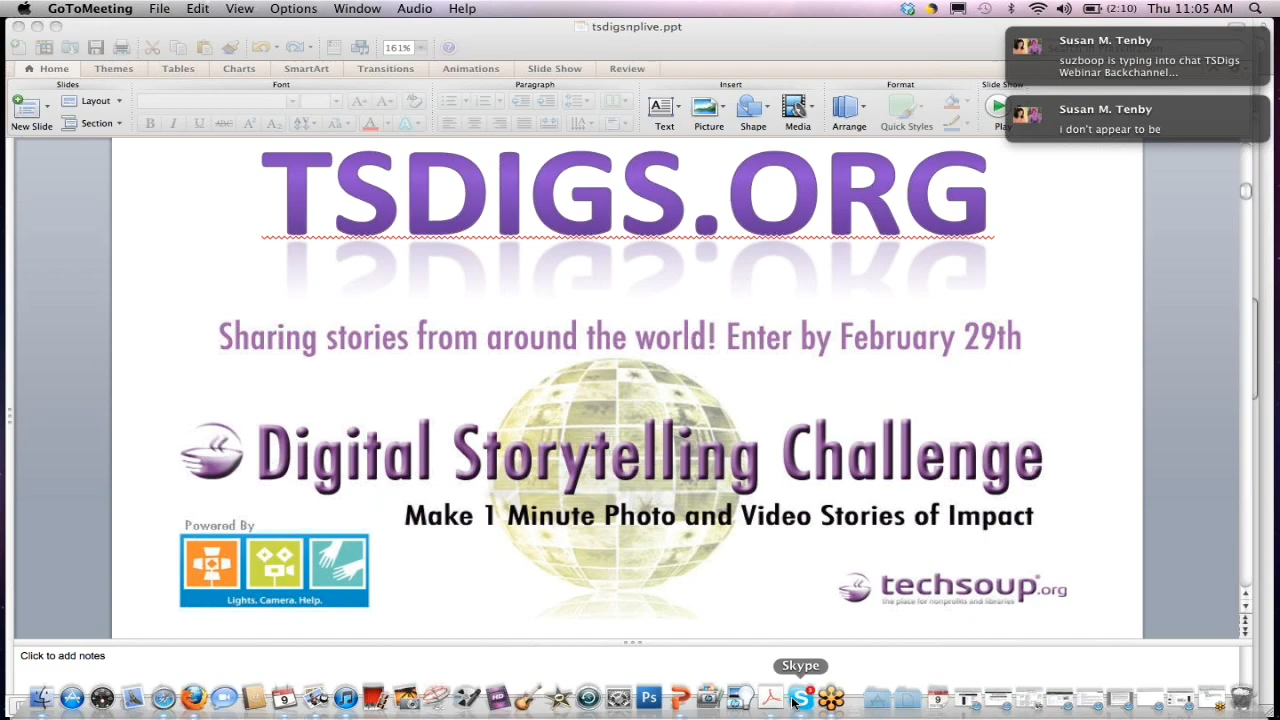 GoToMeeting File Edit View Options Window Audio Help (2:10) Thu 11:05 AM
tsdigsnplive.ppt
Susan M. Tenby
suzboop is typing into chat TSDigs
Webinar Backchannel...
161%
Home Themes Tables Charts SmartArt Transitions Animations Slide Show Review
Slides Font Paragraph Insert Format Slide Show
New Slide Layout Section Text Picture Shape Media Arrange Quick Styles Play
Susan M. Tenby
i don't appear to be
TSDIGS.ORG
Sharing stories from around the world! Enter by February 29th
Digital Storytelling Challenge
Make 1 Minute Photo and Video Stories of Impact
Powered By
Lights. Camera. Help.
techsoup.org
the place for nonprofits and libraries
Click to add notes
Skype